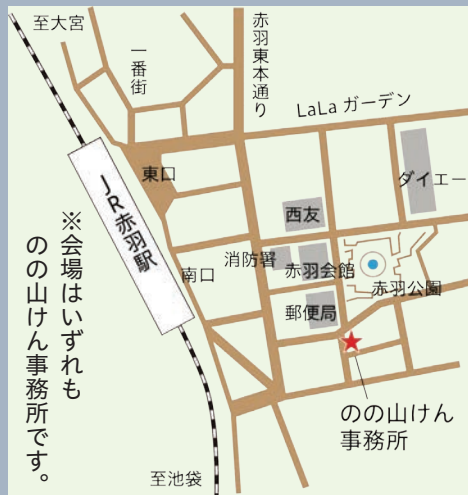 至大宮
一番街
赤羽東本通り
LaLa ガーデン
東口
JR赤羽駅
ダイエー
西友
消防署
赤羽会館
南口
赤羽公園
郵便局
※会場はいずれも
のの山けん事務所です。
のの山けん
事務所
至池袋